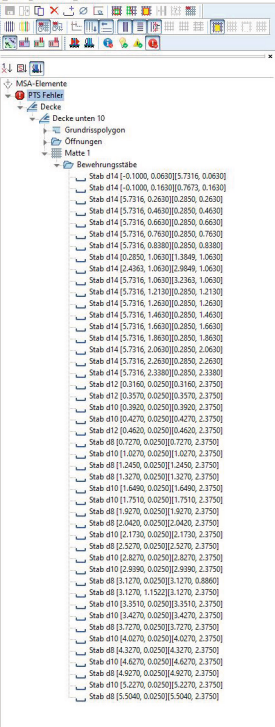 MSA-Elemente
PTS Fehler
Decke
Decke unten 10
Grundrisspolygon
Öffnungen
Matte 1
Bewehrungsstäbe
Stab d14 [-0.1000, 0.0630][5.7316, 0.0630]
Stab d14 [-0.1000, 0.1630][0.7673, 0.1630]
Stab d14 [5.7316, 0.2630][0.2850, 0.2630]
Stab d14 [5.7316, 0.4630][0.2850, 0.4630]
Stab d14 [5.7316, 0.6630][0.2850, 0.6630]
Stab d14 [5.7316, 0.7630][0.2850, 0.7630]
Stab d14 [5.7316, 0.8380][0.2850, 0.8380]
Stab d14 [0.2850, 1.0630][1.3849, 1.0630]
Stab d14 [2.4363, 1.0630][2.9849, 1.0630]
Stab d14 [5.7316, 1.0630][3.2363, 1.0630]
Stab d14 [5.7316, 1.2130][0.2850, 1.2130]
Stab d14 [5.7316, 1.2630][0.2850, 1.2630]
Stab d14 [5.7316, 1.4630][0.2850, 1.4630]
Stab d14 [5.7316, 1.6630][0.2850, 1.6630]
Stab d14 [5.7316, 1.8630][0.2850, 1.8630]
Stab d14 [5.7316, 2.0630][0.2850, 2.0630]
Stab d14 [5.7316, 2.2630][0.2850, 2.2630]
Stab d14 [5.7316, 2.3380][0.2850, 2.3380]
Stab d12 [0.3160, 0.0250][0.3160, 2.3750]
Stab d12 [0.3570, 0.0250][0.3570, 2.3750]
Stab d10 [0.3920, 0.0250][0.3920, 2.3750]
Stab d10 [0.4270, 0.0250][0.4270, 2.3750]
Stab d12 [0.4620, 0.0250][0.4620, 2.3750]
Stab d8 [0.7270, 0.0250][0.7270, 2.3750]
Stab d10 [1.0270, 0.0250][1.0270, 2.3750]
Stab d8 [1.2450, 0.0250][1.2450, 2.3750]
Stab d8 [1.3270, 0.0250][1.3270, 2.3750]
Stab d10 [1.6490, 0.0250][1.6490, 2.3750]
Stab d10 [1.7510, 0.0250][1.7510, 2.3750]
Stab d8 [1.9270, 0.0250][1.9270, 2.3750]
Stab d8 [2.0420, 0.0250][2.0420, 2.3750]
Stab d10 [2.1730, 0.0250][2.1730, 2.3750]
Stab d8 [2.5270, 0.0250][2.5270, 2.3750]
Stab d10 [2.8270, 0.0250][2.8270, 2.3750]
Stab d10 [2.9390, 0.0250][2.9390, 2.3750]
Stab d8 [3.1270, 0.0250][3.1270, 0.8860]
Stab d8 [3.1270, 1.1522][3.1270, 2.3750]
Stab d10 [3.3510, 0.0250][3.3510, 2.3750]
Stab d10 [3.4270, 0.0250][3.4270, 2.3750]
Stab d8 [3.7270, 0.0250][3.7270, 2.3750]
Stab d10 [4.0270, 0.0250][4.0270, 2.3750]
Stab d8 [4.3270, 0.0250][4.3270, 2.3750]
Stab d10 [4.6270, 0.0250][4.6270, 2.3750]
Stab d8 [4.9270, 0.0250][4.9270, 2.3750]
Stab d10 [5.2270, 0.0250][5.2270, 2.3750]
Stab d8 [5.5040, 0.0250][5.5040, 2.3750]